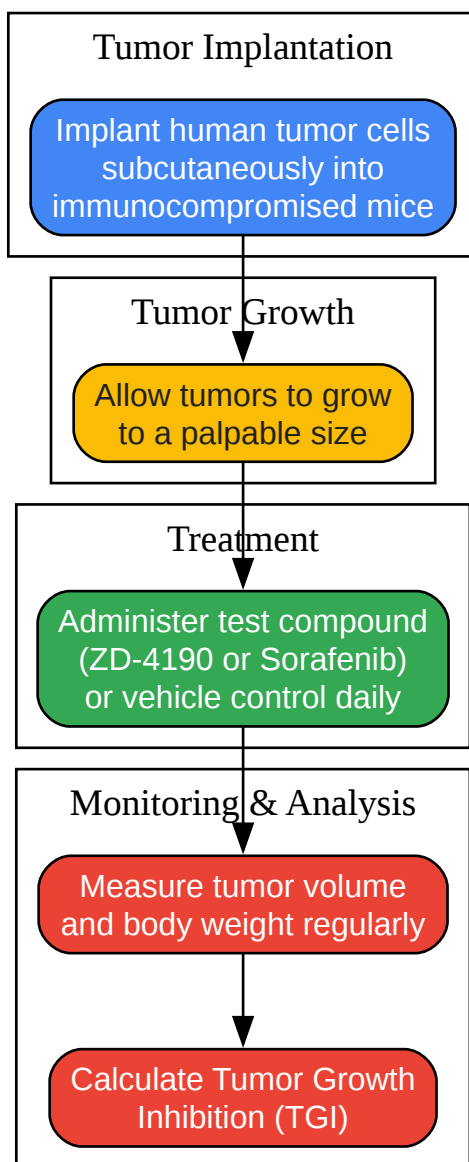 Tumor Implantation
Implant human tumor cells
subcutaneously into
immunocompromised mice
Tumor Growth
Allow tumors to grow
to a palpable size
Treatment
Administer test compound
(ZD-4190 or Sorafenib)
or vehicle control daily
Monitoring & Analysis
Measure tumor volume
and body weight regularly
Calculate Tumor Growth
Inhibition (TGI)